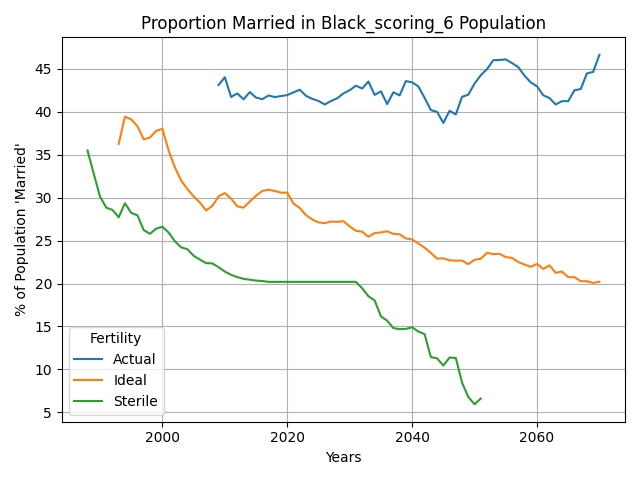 Proportion Married in Black_scoring_6 Population
% of Population 'Married'
45
40
35
30
25
20
15
10
5
Fertility
Actual
Ideal
Sterile
2000 2020 2040 2060
Years